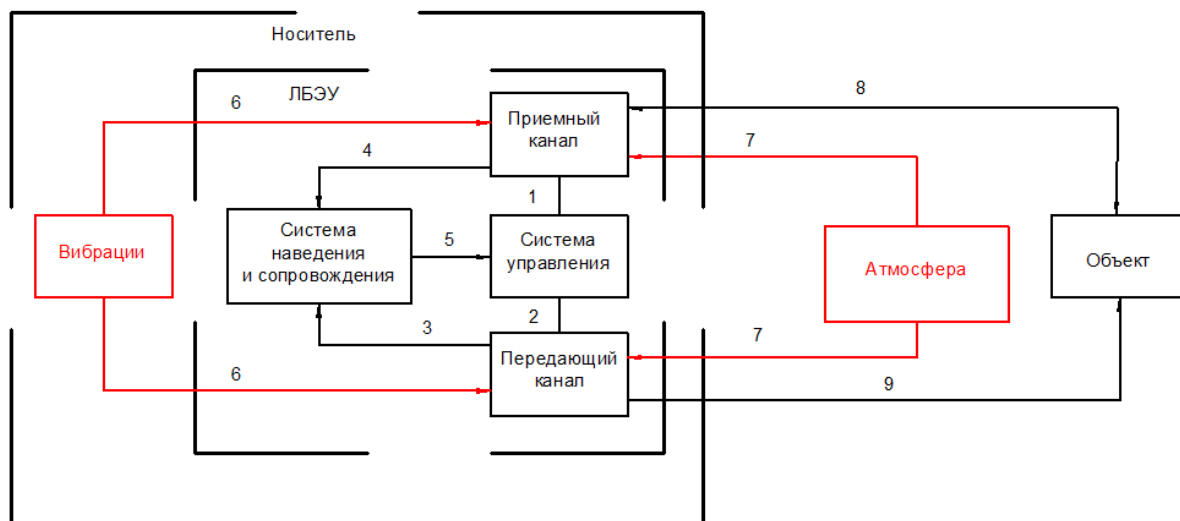 Носитель
ЛБЭУ
6
Приемный
канал
8
7
4
1
Вибрации
Система
наведения
и сопровождения
5
Система
управления
Атмосфера
Объект
3
2
7
Передающий
канал
6
9